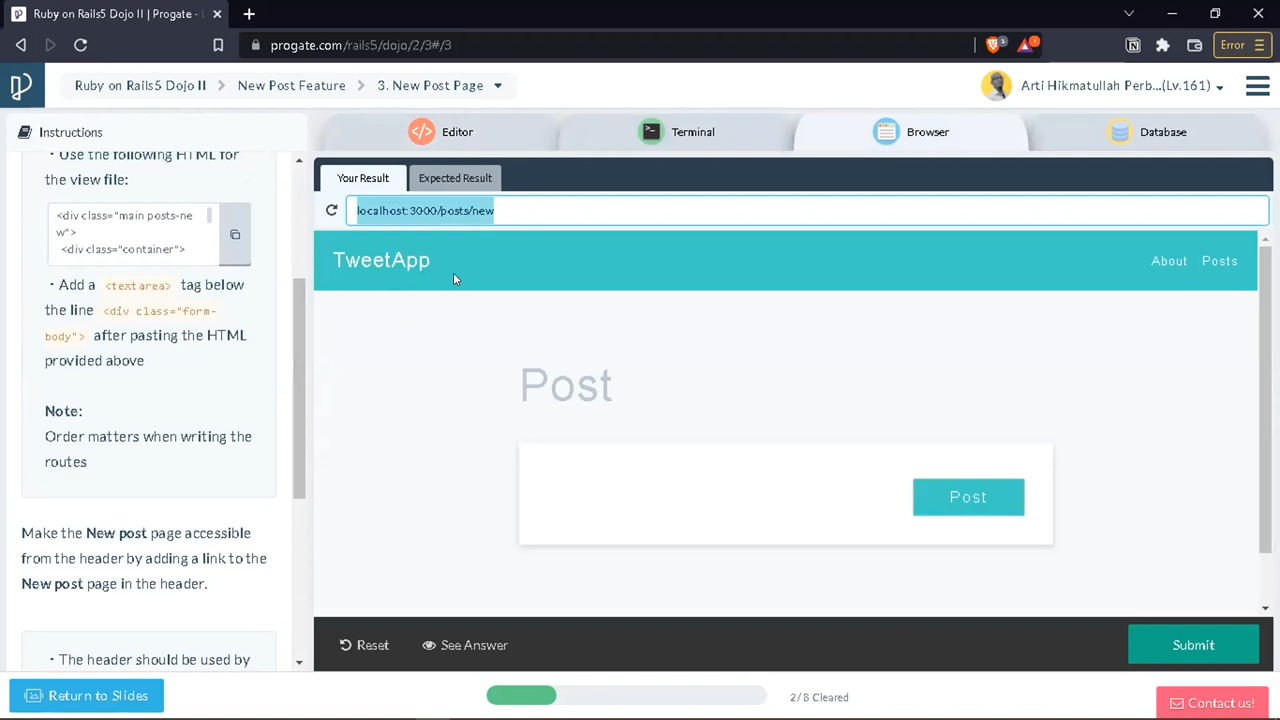 Ruby on Rails5 Dojo II | Progate -
progate.com/rails5/dojo/2/3#/3
Error
Ruby on Rails5 Dojo II
New Post Feature
3. New Post Page
Arti Hikmatullah Perb...(Lv.161)
Instructions
Editor
Terminal
Browser
Database
• Use the following HTML for
the view file:
<div class="main posts-ne
w">
<div class="container">
• Add a <textarea> tag below
the line <div class="form-
body"> after pasting the HTML
provided above
Note:
Order matters when writing the
routes
Make the New post page accessible
from the header by adding a link to the
New post page in the header.
• The header should be used by
Your Result
Expected Result
localhost:3000/posts/new
TweetApp
About
Posts
Post
Post
Reset
See Answer
Submit
Return to Slides
2/8 Cleared
Contact us!